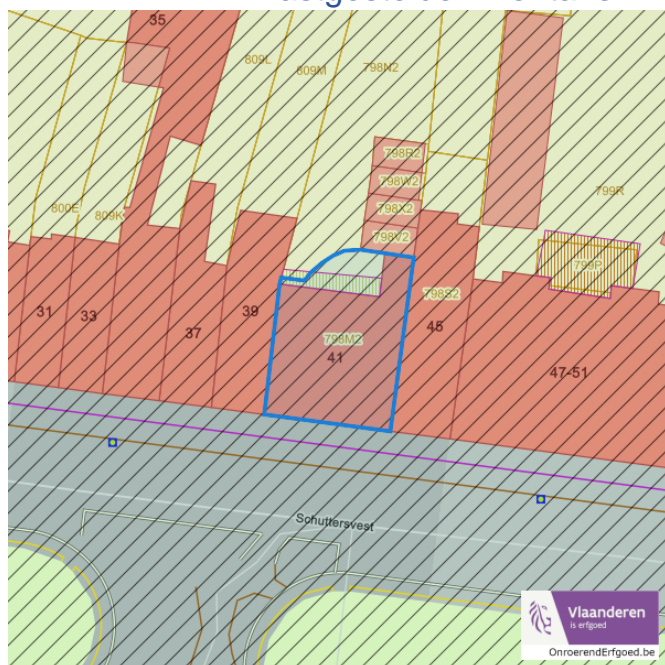 35
809L
809M
798N2
798R2
798W2
798X2
798V2
799R
800E
809K
799P
798S2
31
33
37
39
798M2
41
45
47-51
Schuttersvest
Vlaanderen
is erfgoed
OnroerendErfgoed.be